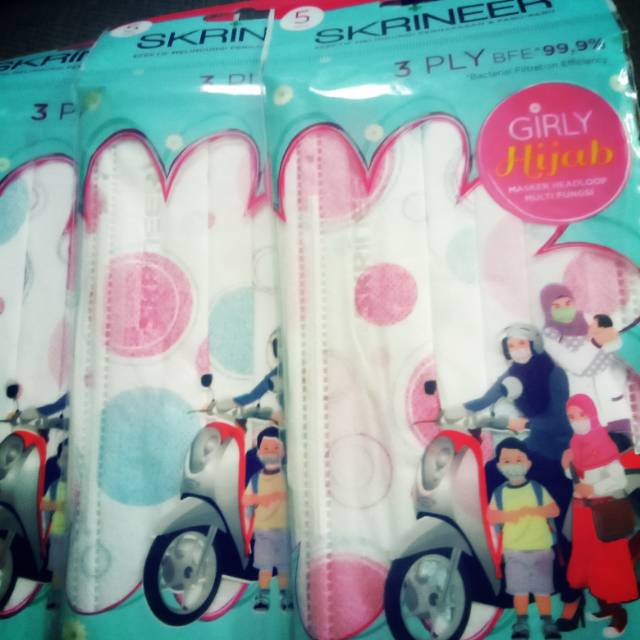 SKRIN
5
SKRINEER
3 PLY BFE 99,9%
*Bacterial Filtration Efficiency
3 PL
3 P
GIRLY
Hijab
MASKER HEADLOOP
MULTI FUNGSI